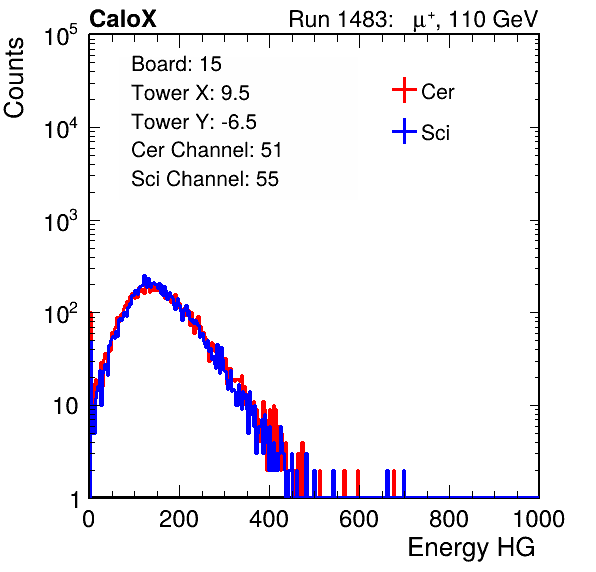 CaloX Run 1483: μ⁺, 110 GeV
Counts
10⁵
10⁴
10³
10²
10
1
Board: 15
Tower X: 9.5
Tower Y: -6.5
Cer Channel: 51
Sci Channel: 55
Cer
Sci
0 200 400 600 800 1000
Energy HG